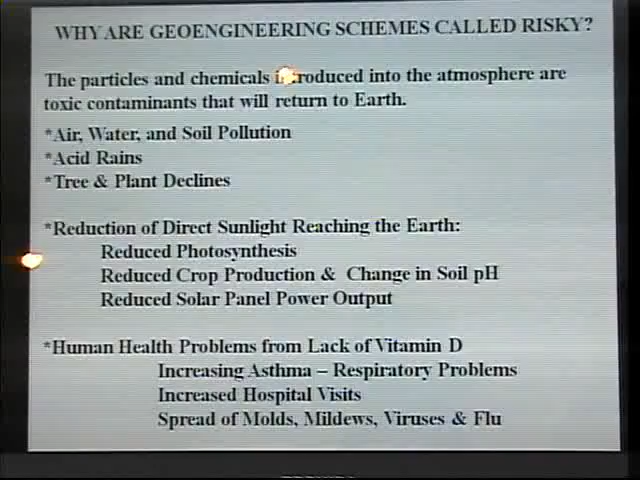 WHY ARE GEOENGINEERING SCHEMES CALLED RISKY?
The particles and chemicals introduced into the atmosphere are
toxic contaminants that will return to Earth.
*Air, Water, and Soil Pollution
*Acid Rains
*Tree & Plant Declines
*Reduction of Direct Sunlight Reaching the Earth:
Reduced Photosynthesis
Reduced Crop Production & Change in Soil pH
Reduced Solar Panel Power Output
*Human Health Problems from Lack of Vitamin D
Increasing Asthma – Respiratory Problems
Increased Hospital Visits
Spread of Molds, Mildews, Viruses & Flu